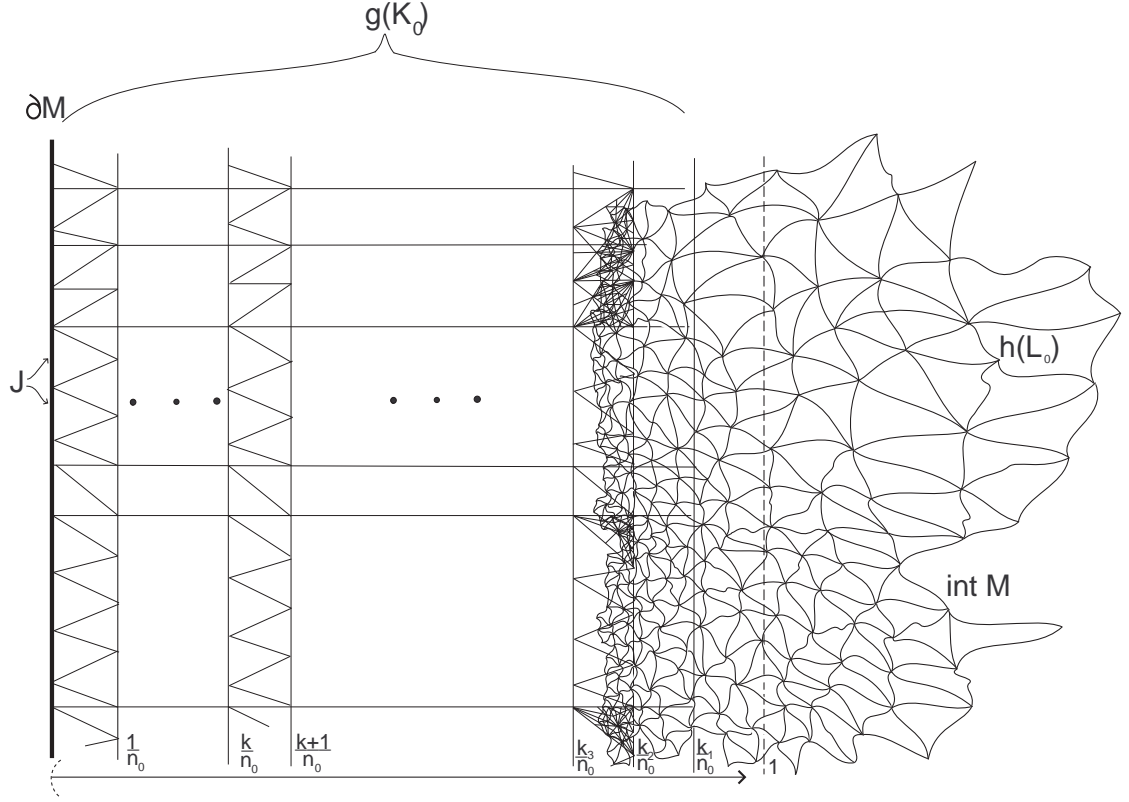 g(K₀)
∂M
h(L₀)
J
int M
1/n₀
k/n₀
k+1/n₀
k₃/n₀
k₂/n₀
k₁/n₀
1